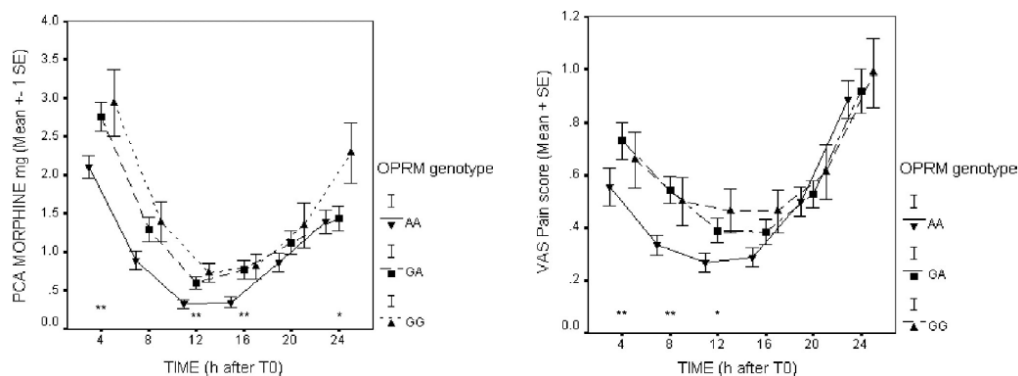 PCA MORPHINE mg (Mean +- 1 SE)
4.0
3.5
3.0
2.5
2.0
1.5
1.0
.5
0.0
**
**
**
*
4
8
12
16
20
24
TIME (h after T0)
OPRM genotype
AA
GA
GG
VAS Pain score (Mean + SE)
1.2
1.0
.8
.6
.4
.2
0.0
**
**
*
4
8
12
16
20
24
TIME (h after T0)
OPRM genotype
AA
GA
GG